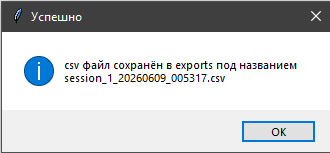 Успешно
csv файл сохранён в exports под названием
session_1_20260609_005317.csv
OK